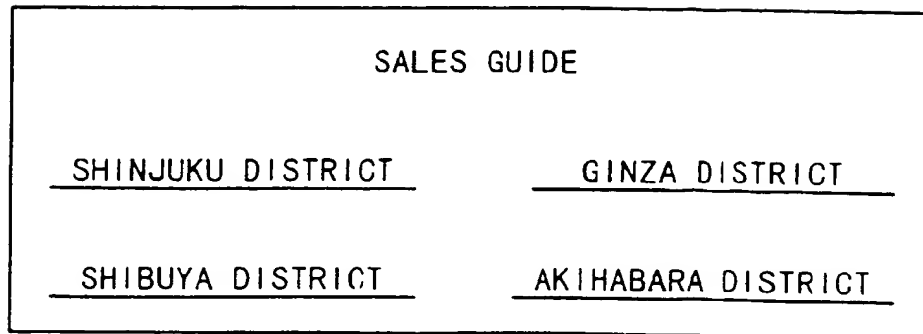 SALES GUIDE
SHINJUKU DISTRICT GINZA DISTRICT
SHIBUYA DISTRICT AKIHABARA DISTRICT